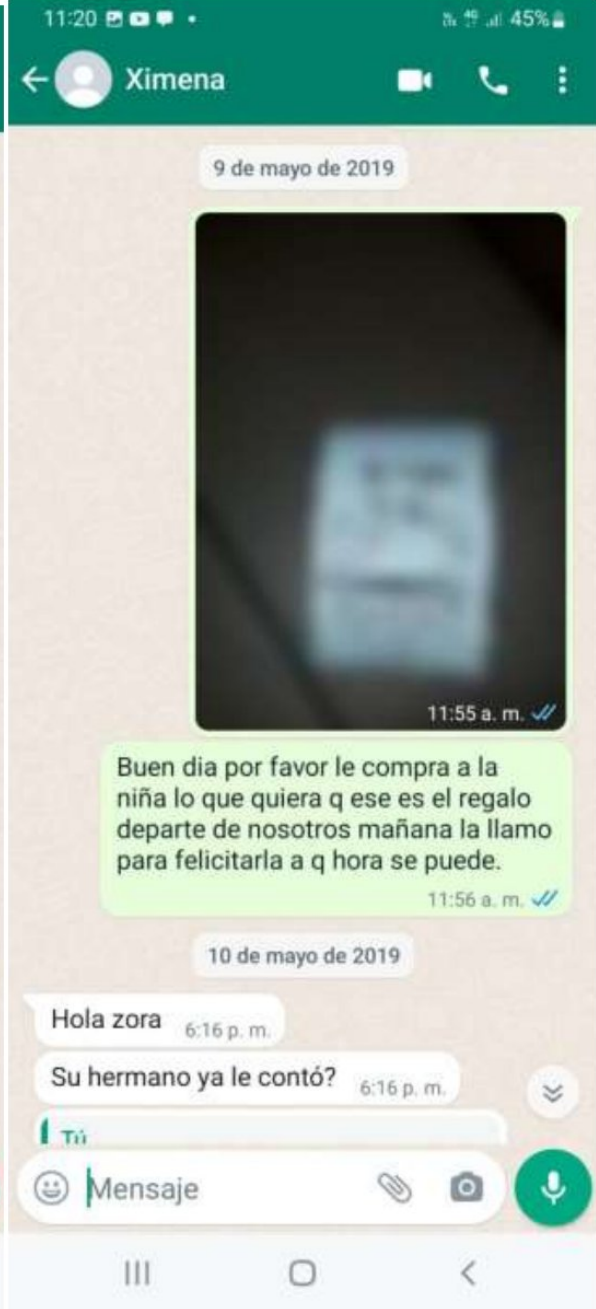 11:20
45%
Ximena
9 de mayo de 2019
11:55 a. m.
Buen dia por favor le compra a la
niña lo que quiera q ese es el regalo
departe de nosotros mañana la llamo
para felicitarla a q hora se puede.
11:56 a. m.
10 de mayo de 2019
Hola zora 6:16 p. m.
Su hermano ya le contó? 6:16 p. m.
Tú
Mensaje